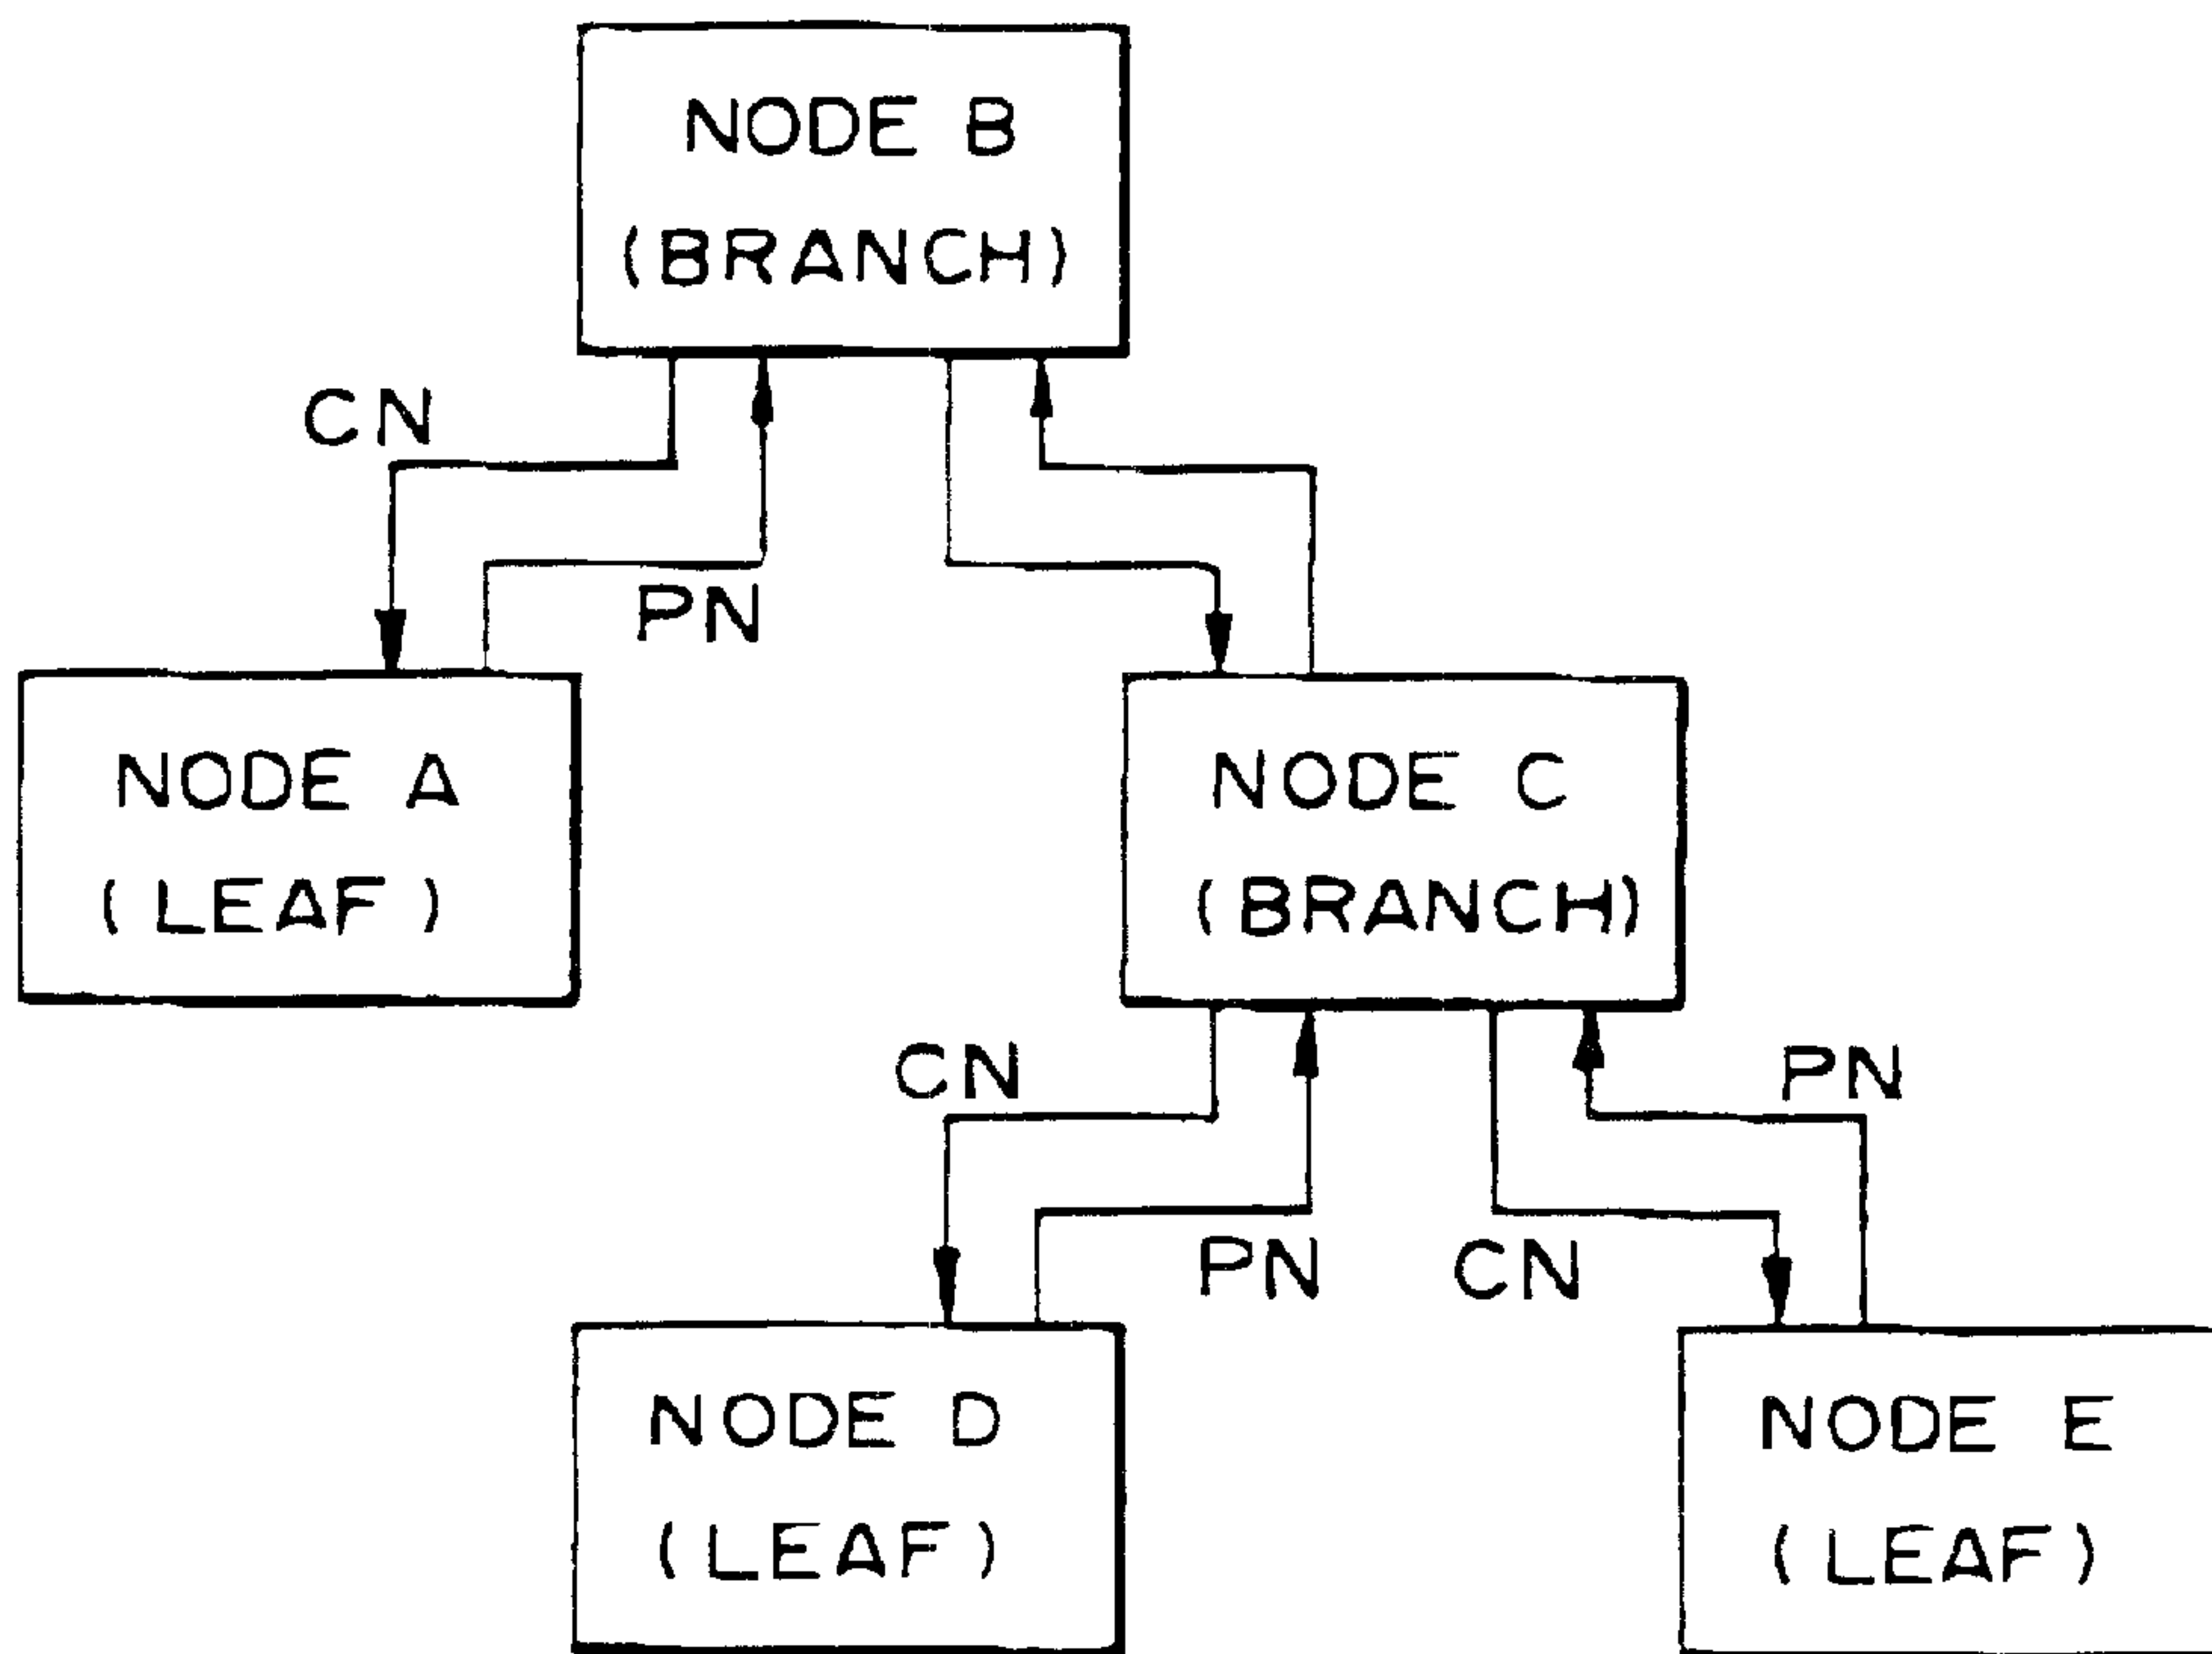 NODE B
(BRANCH)
CN
PN
NODE A
(LEAF)
NODE C
(BRANCH)
CN
PN
PN
CN
NODE D
(LEAF)
NODE E
(LEAF)